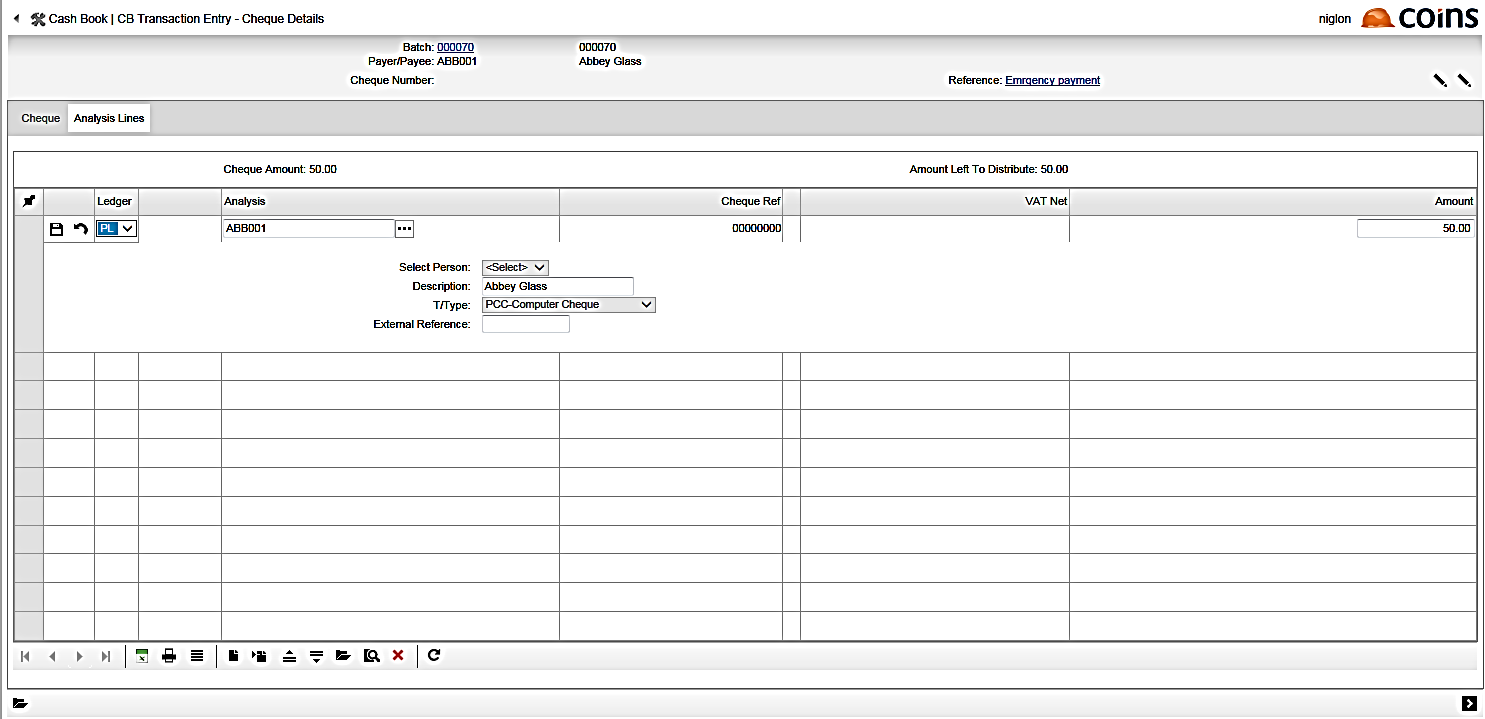 Cash Book | CB Transaction Entry - Cheque Details
niglon
coins
Batch: 000070 000070
Payer/Payee: ABB001 Abbey Glass
Cheque Number: Reference: Emrgency payment
Cheque Analysis Lines
Cheque Amount: 50.00 Amount Left To Distribute: 50.00
Ledger Analysis Cheque Ref VAT Net Amount
PL ABB001 00000000 50.00
Select Person: <Select>
Description: Abbey Glass
T/Type: PCC-Computer Cheque
External Reference: